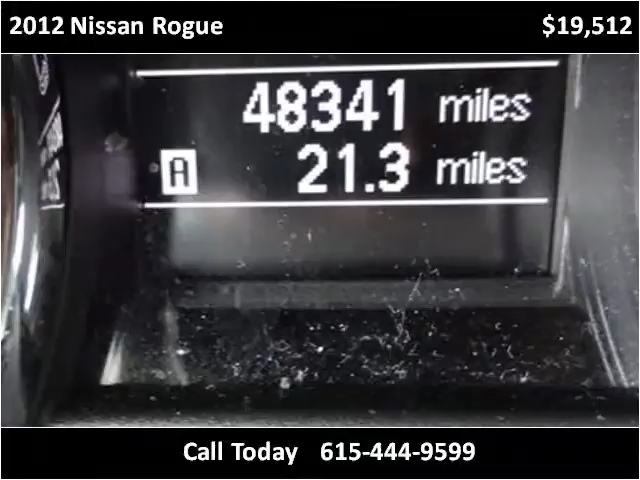 2012 Nissan Rogue $19,512
48341 miles
A 21.3 miles
Call Today 615-444-9599